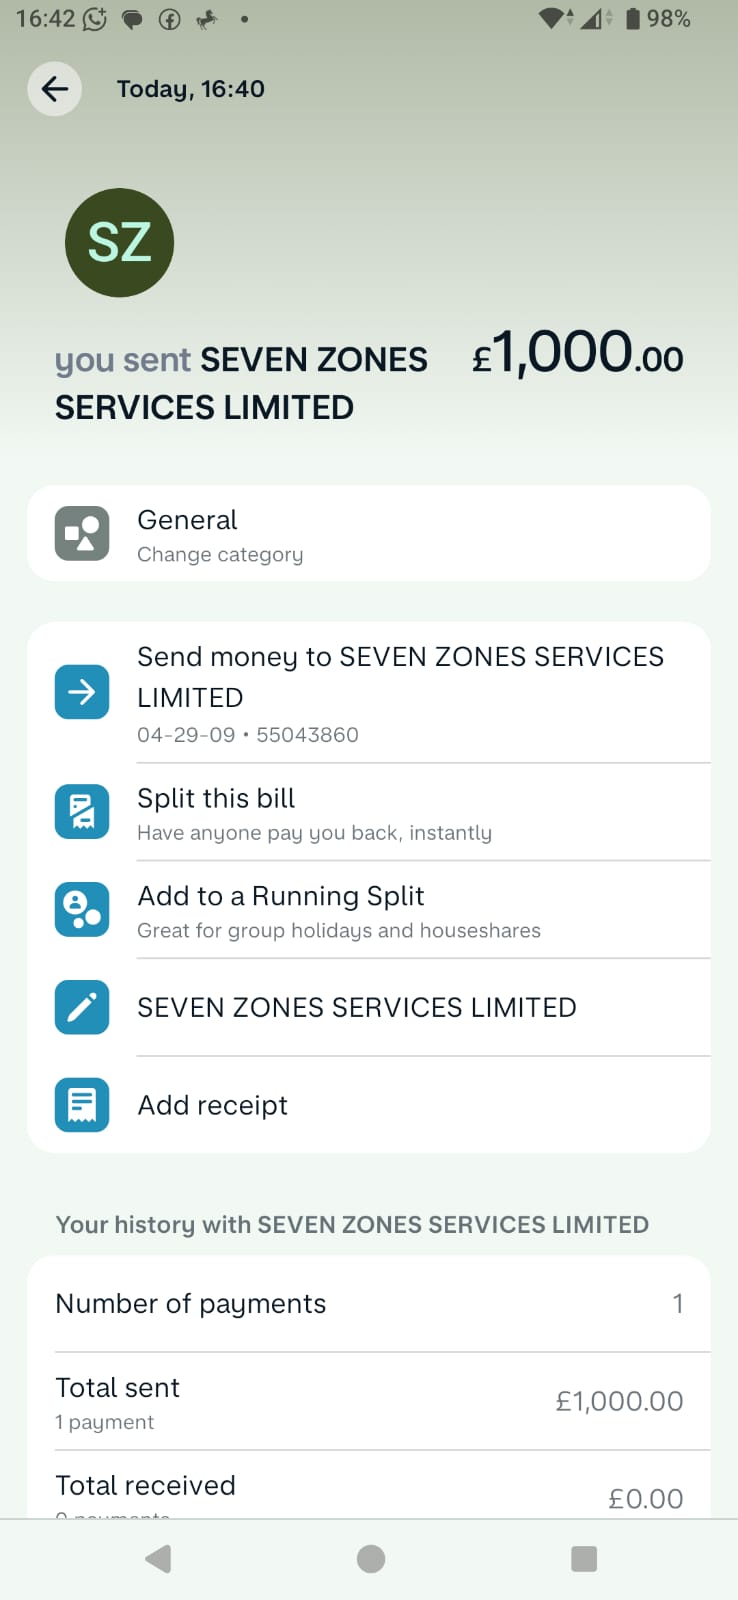 16:42 98%
Today, 16:40
SZ
you sent SEVEN ZONES £1,000.00
SERVICES LIMITED
General
Change category
Send money to SEVEN ZONES SERVICES
LIMITED
04-29-09 • 55043860
Split this bill
Have anyone pay you back, instantly
Add to a Running Split
Great for group holidays and houseshares
SEVEN ZONES SERVICES LIMITED
Add receipt
Your history with SEVEN ZONES SERVICES LIMITED
Number of payments 1
Total sent
£1,000.00
1 payment
Total received
£0.00